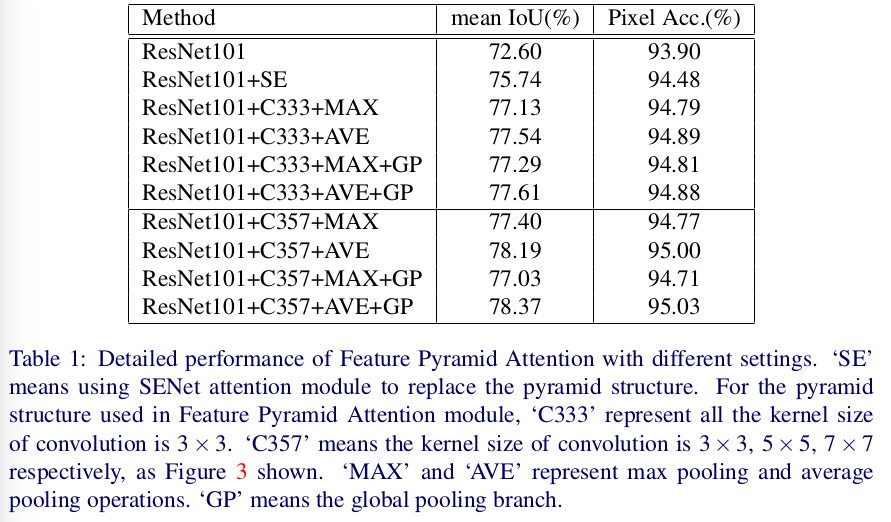 Method mean IoU(%) Pixel Acc.(%)
ResNet101 72.60 93.90
ResNet101+SE 75.74 94.48
ResNet101+C333+MAX 77.13 94.79
ResNet101+C333+AVE 77.54 94.89
ResNet101+C333+MAX+GP 77.29 94.81
ResNet101+C333+AVE+GP 77.61 94.88
ResNet101+C357+MAX 77.40 94.77
ResNet101+C357+AVE 78.19 95.00
ResNet101+C357+MAX+GP 77.03 94.71
ResNet101+C357+AVE+GP 78.37 95.03
Table 1: Detailed performance of Feature Pyramid Attention with different settings. ‘SE’
means using SENet attention module to replace the pyramid structure. For the pyramid
structure used in Feature Pyramid Attention module, ‘C333’ represent all the kernel size
of convolution is 3 × 3. ‘C357’ means the kernel size of convolution is 3 × 3, 5 × 5, 7 × 7
respectively, as Figure 3 shown. ‘MAX’ and ‘AVE’ represent max pooling and average
pooling operations. ‘GP’ means the global pooling branch.